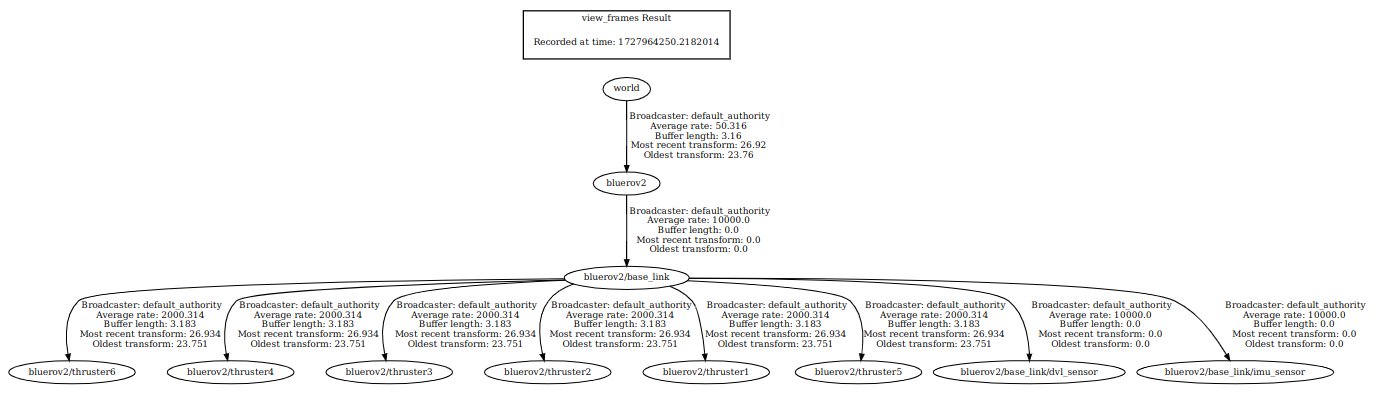 view_frames Result
Recorded at time: 1727964250.2182014
world
Broadcaster: default_authority
Average rate: 50.316
Buffer length: 3.16
Most recent transform: 26.92
Oldest transform: 23.76
bluerov2
Broadcaster: default_authority
Average rate: 10000.0
Buffer length: 0.0
Most recent transform: 0.0
Oldest transform: 0.0
bluerov2/base_link
Broadcaster: default_authority
Average rate: 2000.314
Buffer length: 3.183
Most recent transform: 26.934
Oldest transform: 23.751
Broadcaster: default_authority
Average rate: 2000.314
Buffer length: 3.183
Most recent transform: 26.934
Oldest transform: 23.751
Broadcaster: default_authority
Average rate: 2000.314
Buffer length: 3.183
Most recent transform: 26.934
Oldest transform: 23.751
Broadcaster: default_authority
Average rate: 2000.314
Buffer length: 3.183
Most recent transform: 26.934
Oldest transform: 23.751
Broadcaster: default_authority
Average rate: 2000.314
Buffer length: 3.183
Most recent transform: 26.934
Oldest transform: 23.751
Broadcaster: default_authority
Average rate: 2000.314
Buffer length: 3.183
Most recent transform: 26.934
Oldest transform: 23.751
Broadcaster: default_authority
Average rate: 10000.0
Buffer length: 0.0
Most recent transform: 0.0
Oldest transform: 0.0
Broadcaster: default_authority
Average rate: 10000.0
Buffer length: 0.0
Most recent transform: 0.0
Oldest transform: 0.0
bluerov2/thruster6
bluerov2/thruster4
bluerov2/thruster3
bluerov2/thruster2
bluerov2/thruster1
bluerov2/thruster5
bluerov2/base_link/dvl_sensor
bluerov2/base_link/imu_sensor